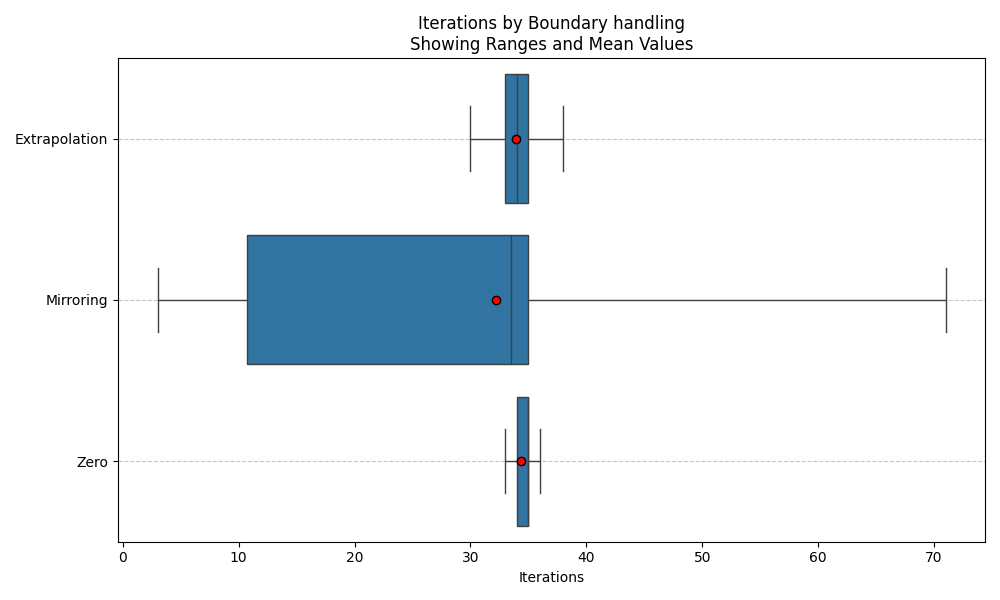 Iterations by Boundary handling
Showing Ranges and Mean Values
Extrapolation
Mirroring
Zero
0 10 20 30 40 50 60 70
Iterations